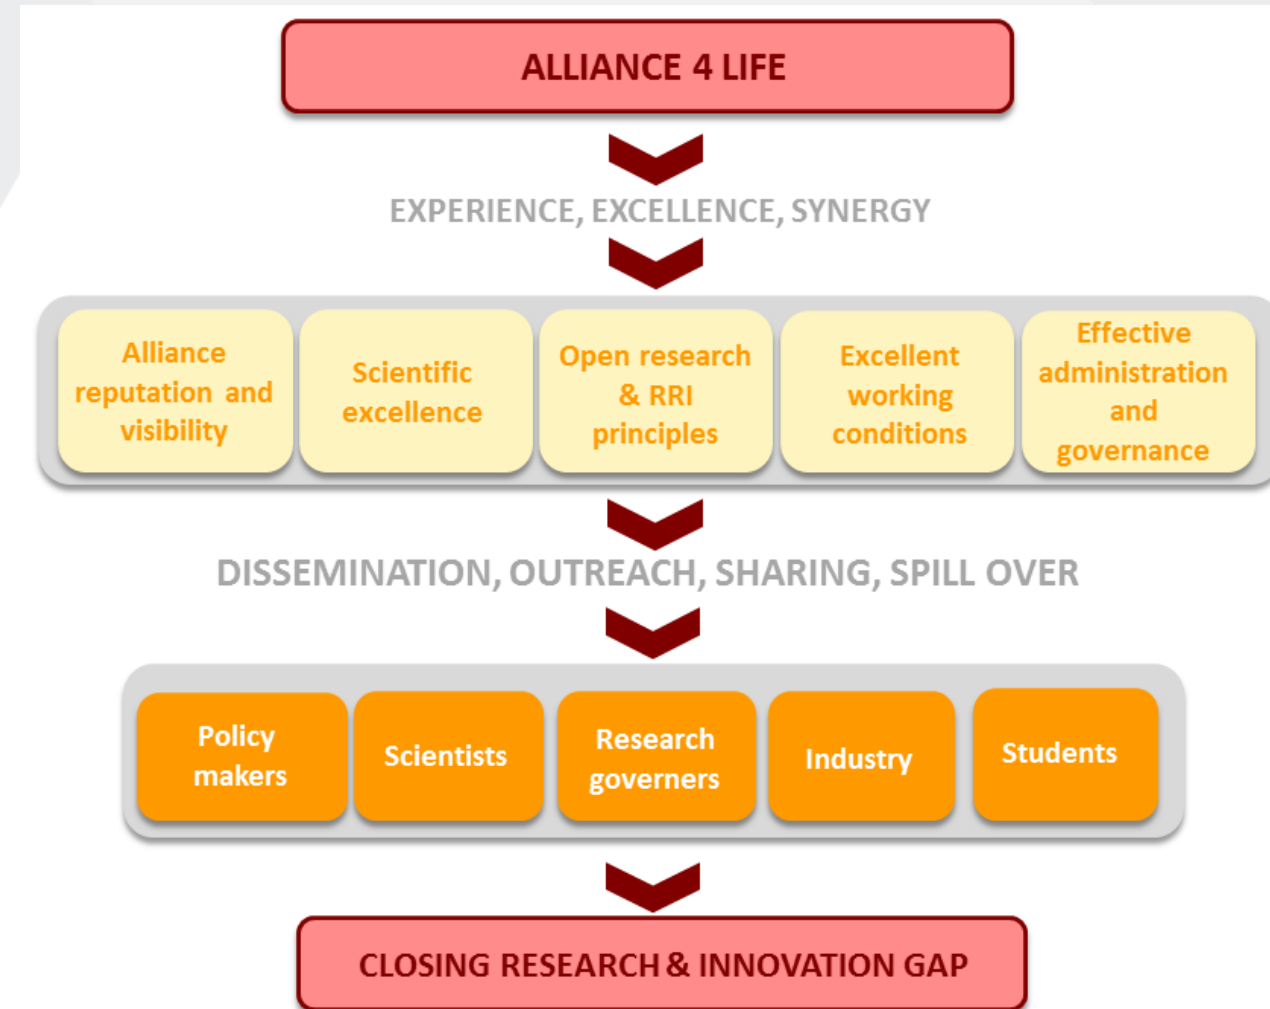 ALLIANCE 4 LIFE
EXPERIENCE, EXCELLENCE, SYNERGY
Alliance
reputation and
visibility
Scientific
excellence
Open research
& RRI
principles
Excellent
working
conditions
Effective
administration
and
governance
DISSEMINATION, OUTREACH, SHARING, SPILL OVER
Policy
makers
Scientists
Research
governers
Industry
Students
CLOSING RESEARCH & INNOVATION GAP